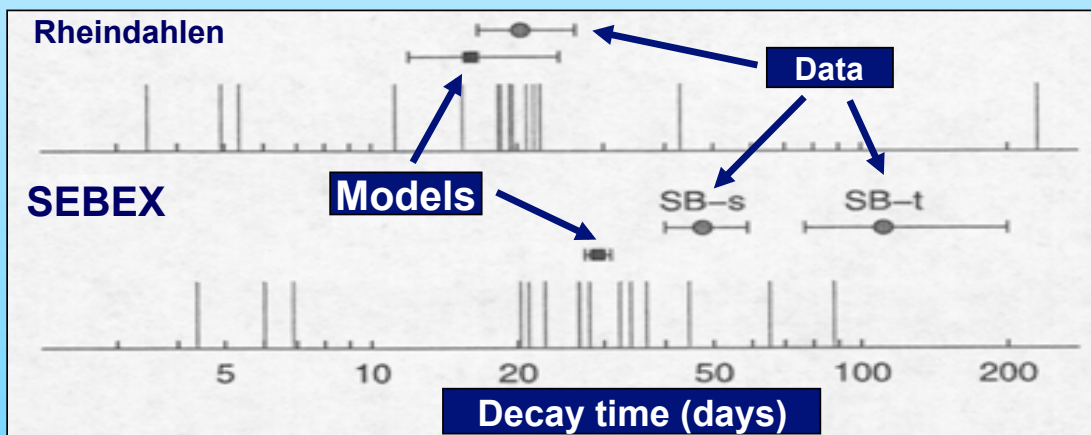 Rheindahlen
Data
Models
SEBEX
SB–s
SB–t
5 10 20 50 100 200
Decay time (days)